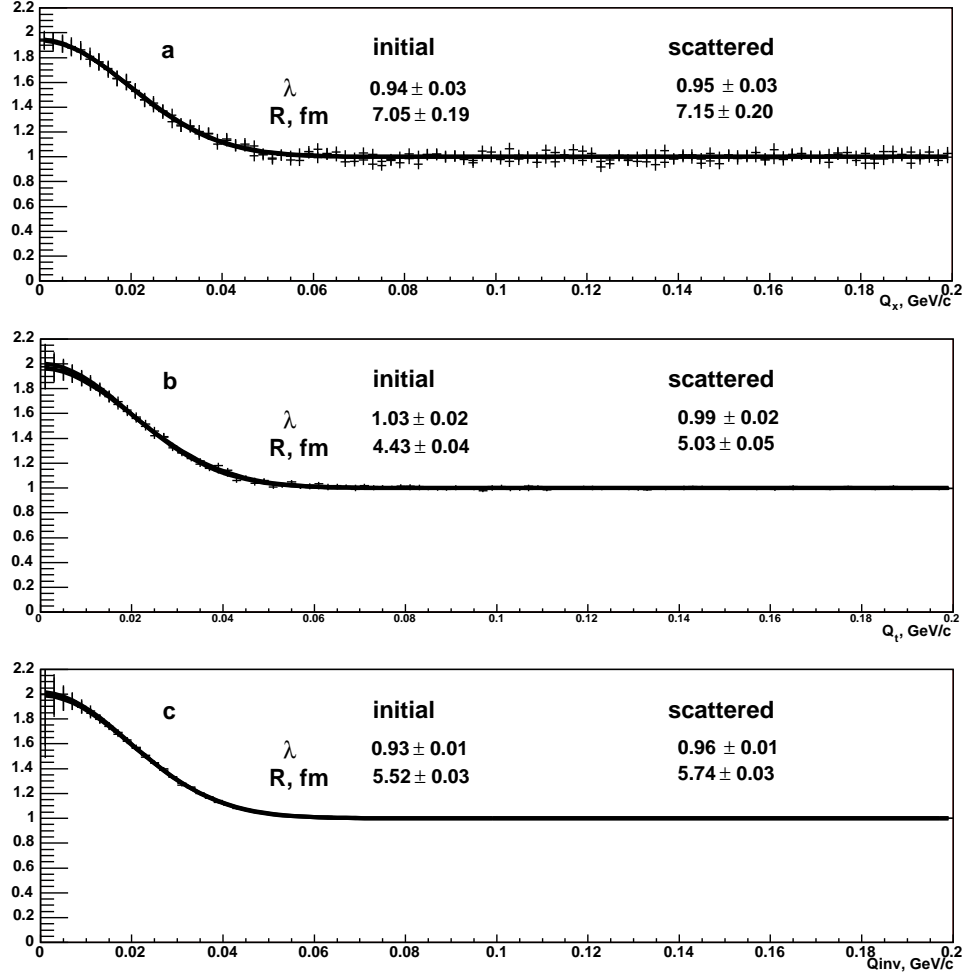 2.2
2
1.8
1.6
1.4
1.2
1
0.8
0.6
0.4
0.2
0
a initial scattered
λ 0.94 ± 0.03 0.95 ± 0.03
R, fm 7.05 ± 0.19 7.15 ± 0.20
0 0.02 0.04 0.06 0.08 0.1 0.12 0.14 0.16 0.18 0.2
Q_x, GeV/c
2.2
2
1.8
1.6
1.4
1.2
1
0.8
0.6
0.4
0.2
0
b initial scattered
λ 1.03 ± 0.02 0.99 ± 0.02
R, fm 4.43 ± 0.04 5.03 ± 0.05
0 0.02 0.04 0.06 0.08 0.1 0.12 0.14 0.16 0.18 0.2
Q_t, GeV/c
2.2
2
1.8
1.6
1.4
1.2
1
0.8
0.6
0.4
0.2
0
c initial scattered
λ 0.93 ± 0.01 0.96 ± 0.01
R, fm 5.52 ± 0.03 5.74 ± 0.03
0 0.02 0.04 0.06 0.08 0.1 0.12 0.14 0.16 0.18 0.2
Qinv, GeV/c